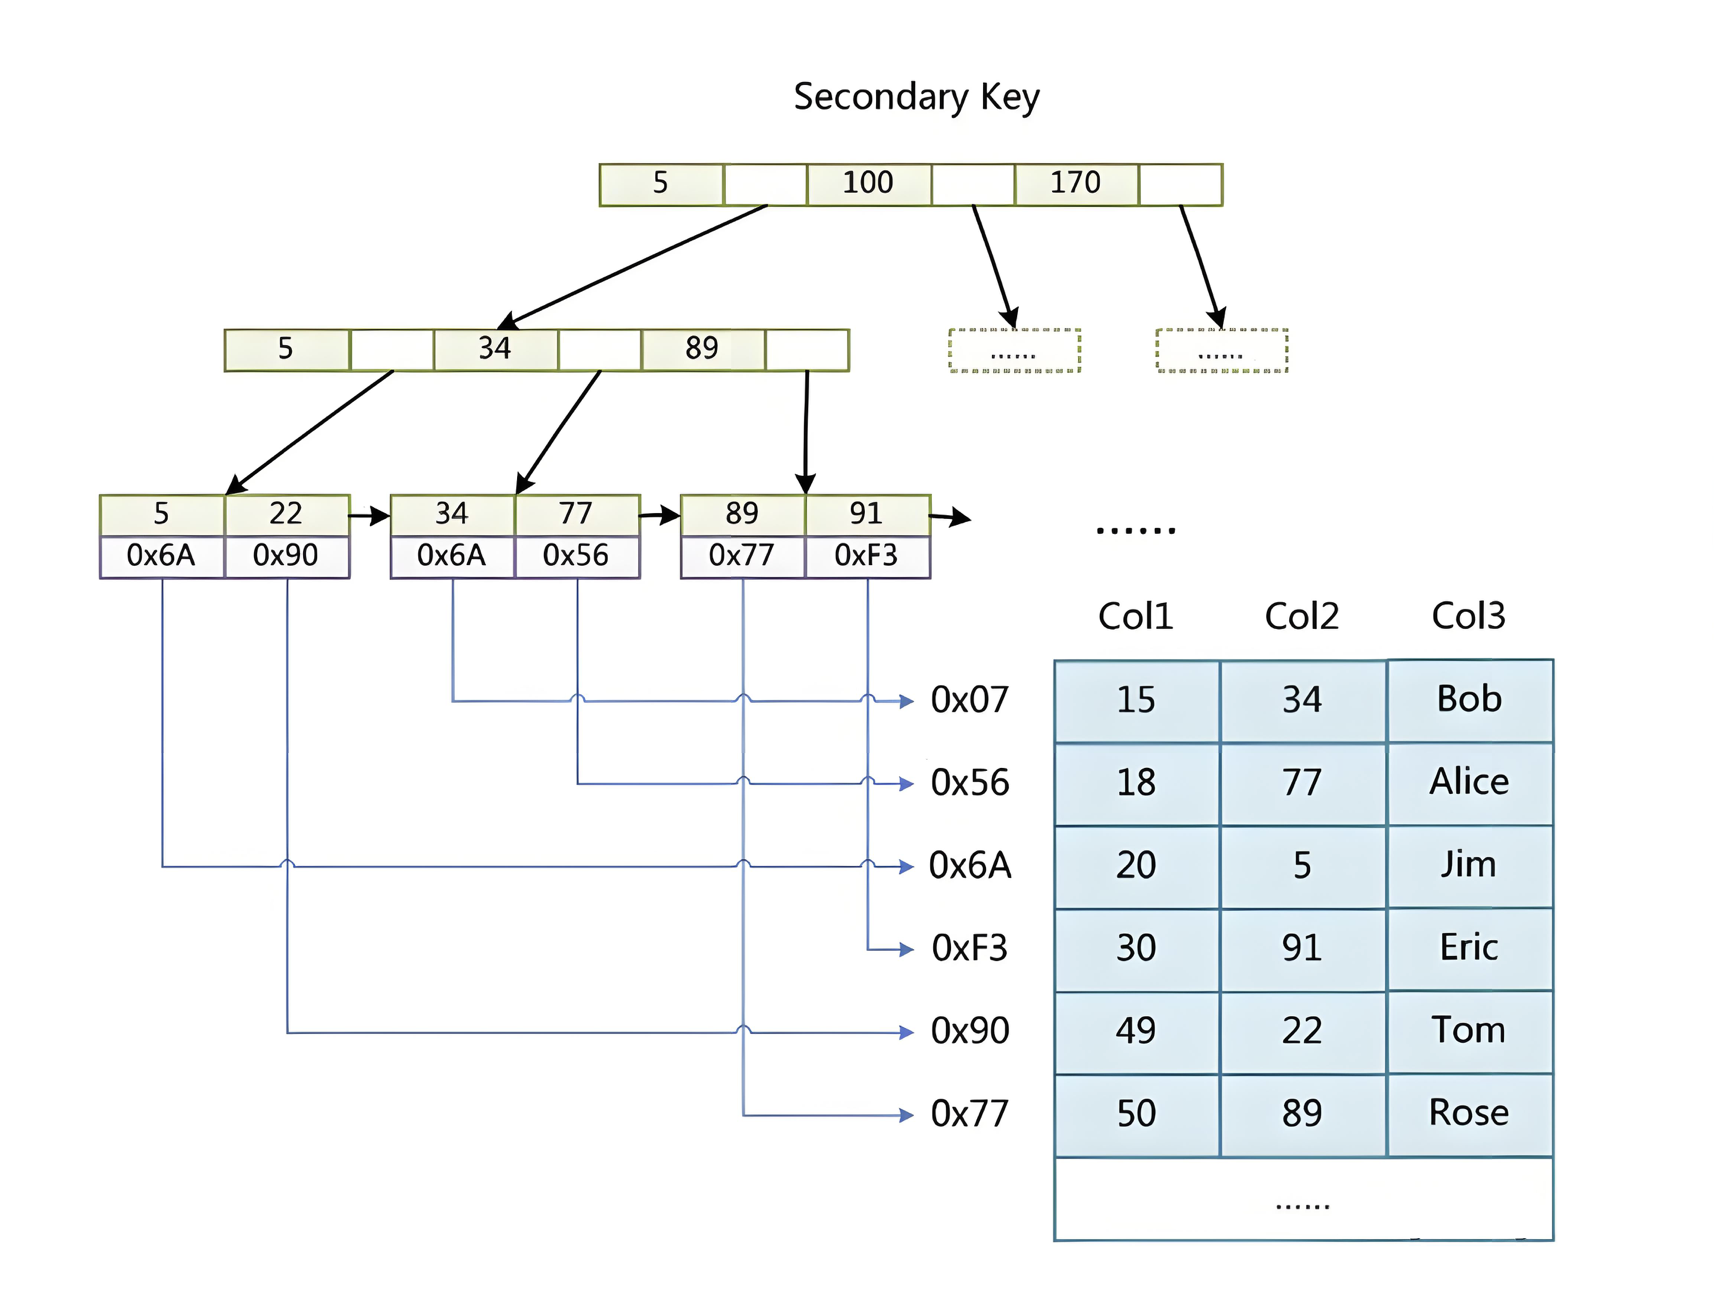 Secondary Key
5 100 170
5 34 89 ...... ......
5 22 34 77 89 91
0x6A 0x90 0x6A 0x56 0x77 0xF3
......
Col1 Col2 Col3
0x07 15 34 Bob
0x56 18 77 Alice
0x6A 20 5 Jim
0xF3 30 91 Eric
0x90 49 22 Tom
0x77 50 89 Rose
......